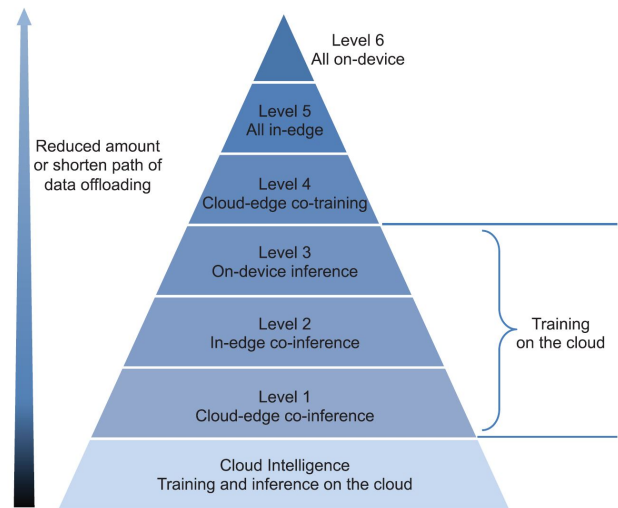 Level 6
All on-device
Level 5
All in-edge
Reduced amount
or shorten path of
data offloading
Level 4
Cloud-edge co-training
Level 3
On-device inference
Level 2
In-edge co-inference
Training
on the cloud
Level 1
Cloud-edge co-inference
Cloud Intelligence
Training and inference on the cloud